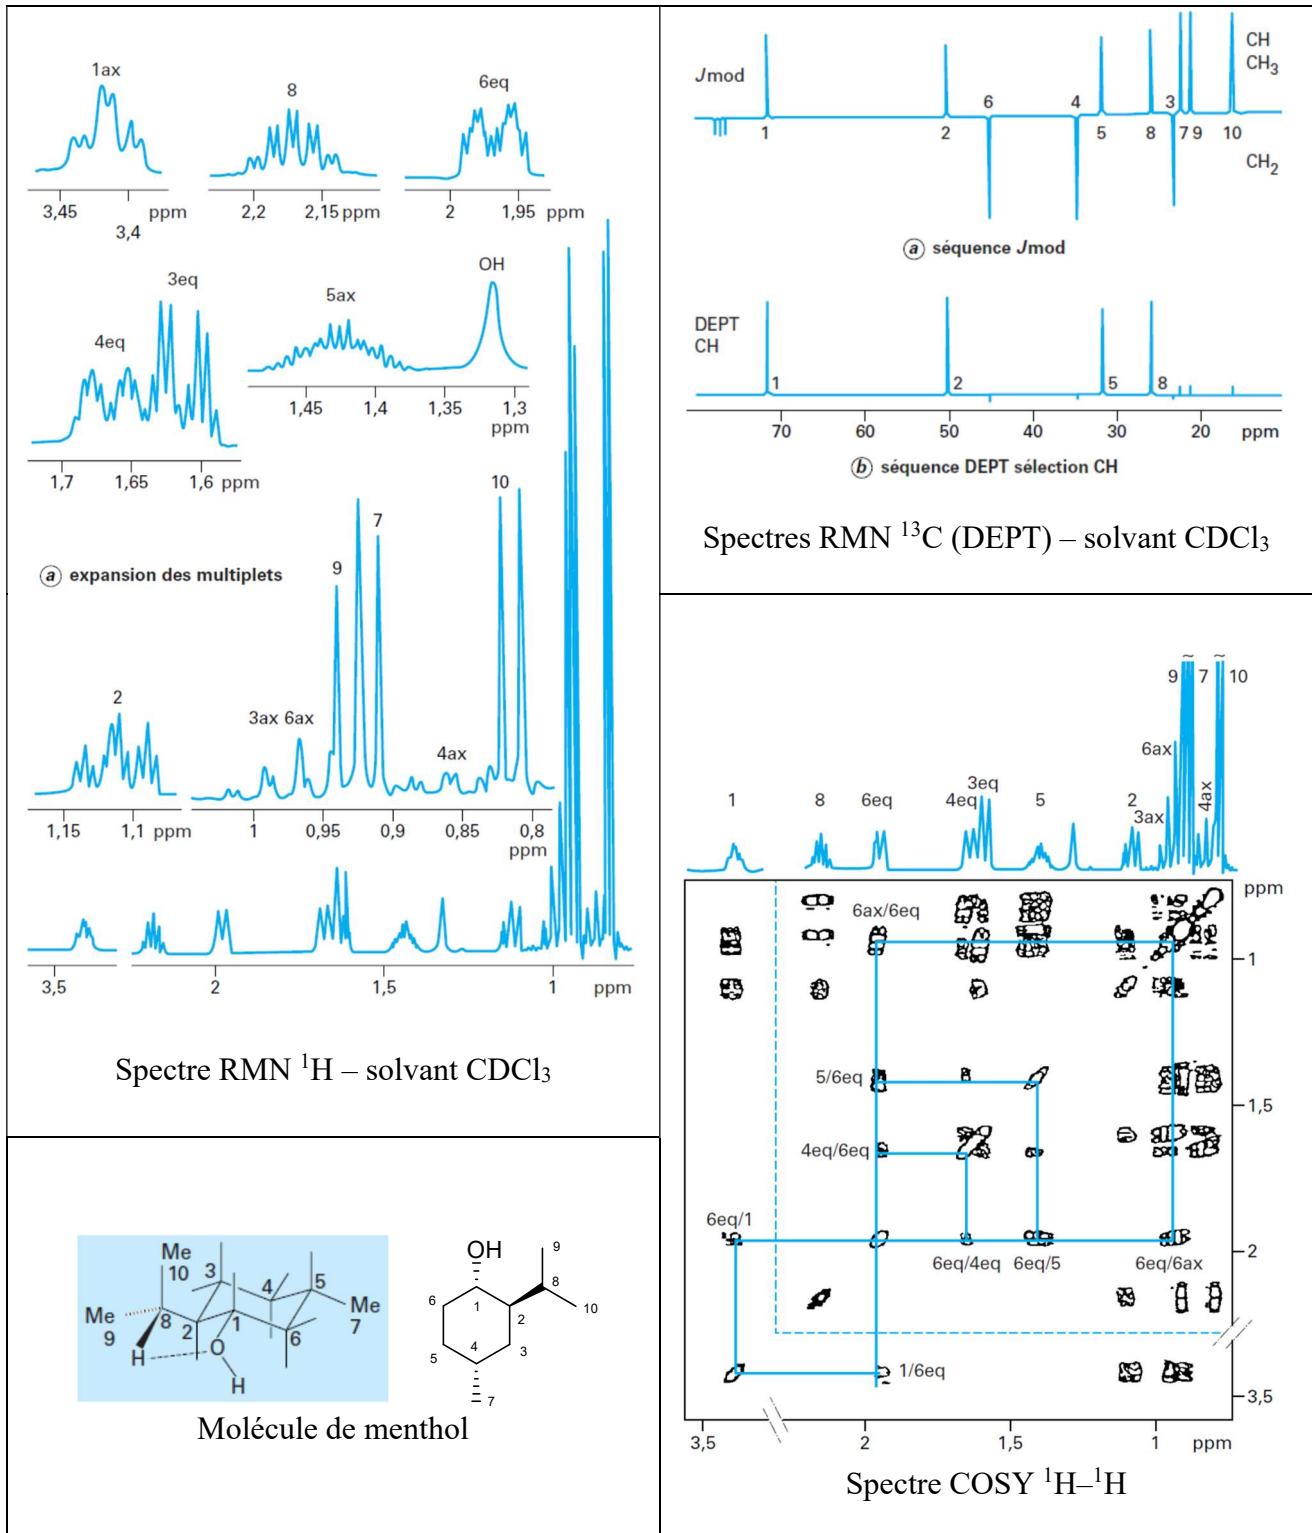 1ax
8
6eq
3,45
ppm
3,4
2,2
2,15 ppm
2
1,95 ppm
3eq
4eq
1,7
1,65
1,6 ppm
5ax
OH
1,45
1,4
1,35
1,3
ppm
a expansion des multiplets
2
1,15
1,1 ppm
3ax 6ax
9
7
4ax
10
1
0,95
0,9
0,85
0,8
ppm
3,5
2
1,5
1
ppm
Spectre RMN ¹H – solvant CDCl₃
Jmod
CH
CH₃
6
4
3
1
2
5
8
7 9
10
CH₂
a séquence Jmod
DEPT
CH
1
2
5
8
70
60
50
40
30
20
ppm
b séquence DEPT sélection CH
Spectres RMN ¹³C (DEPT) – solvant CDCl₃
Me
10
3
4
5
Me
9
8
2
1
6
Me
7
H
O
H
OH
9
8
10
6
1
2
5
4
3
7
Molécule de menthol
~
~
9
7
10
6ax
1
8
6eq
4eq
3eq
5
2
3ax
4ax
ppm
6ax/6eq
1
5/6eq
1,5
4eq/6eq
6eq/1
2
6eq/4eq 6eq/5
6eq/6ax
1/6eq
3,5
3,5
2
1,5
1
ppm
Spectre COSY ¹H–¹H